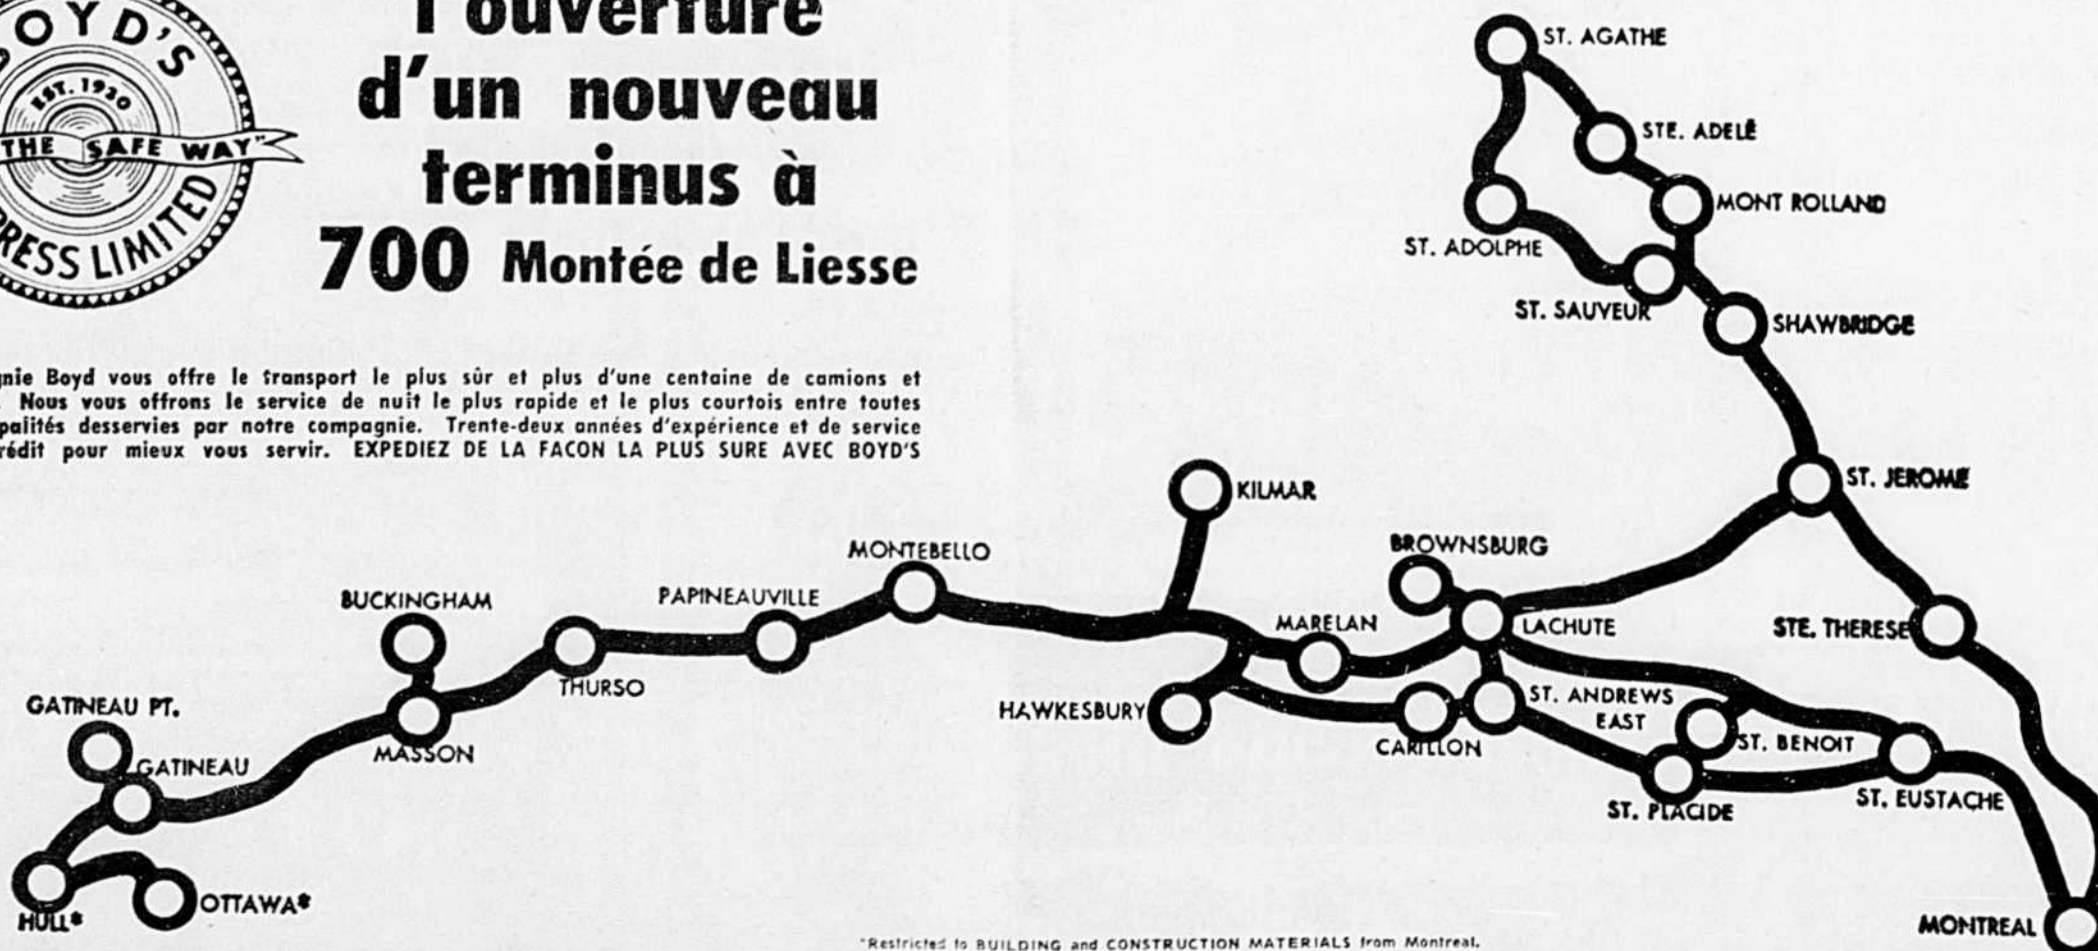 BOYD'S
EST. 1930
THE SAFE WAY"
PRESS LIMITED
l'ouverture
d'un nouveau
terminus à
700 Montée de Liesse
gnie Boyd vous offre le transport le plus sûr et plus d'une centaine de camions et
Nous vous offrons le service de nuit le plus rapide et le plus courtois entre toutes
palités desservies par notre compagnie. Trente-deux années d'expérience et de service
rédit pour mieux vous servir. EXPEDIEZ DE LA FACON LA PLUS SURE AVEC BOYD'S
ST. AGATHE
STE. ADELE
MONT ROLLAND
ST. ADOLPHE
ST. SAUVEUR
SHAWBRIDGE
ST. JEROME
KILMAR
BROWNSBURG
MONTEBELLO
BUCKINGHAM
PAPINEAUVILLE
MARELAN
LACHUTE
STE. THERESE
THURSO
GATINEAU PT.
HAWKESBURY
ST. ANDREWS
EAST
MASSON
CARILLON
ST. BENOIT
GATINEAU
ST. PLACIDE
ST. EUSTACHE
OTTAWA*
HULL*
MONTREAL
*Restricted to BUILDING and CONSTRUCTION MATERIALS from Montreal.